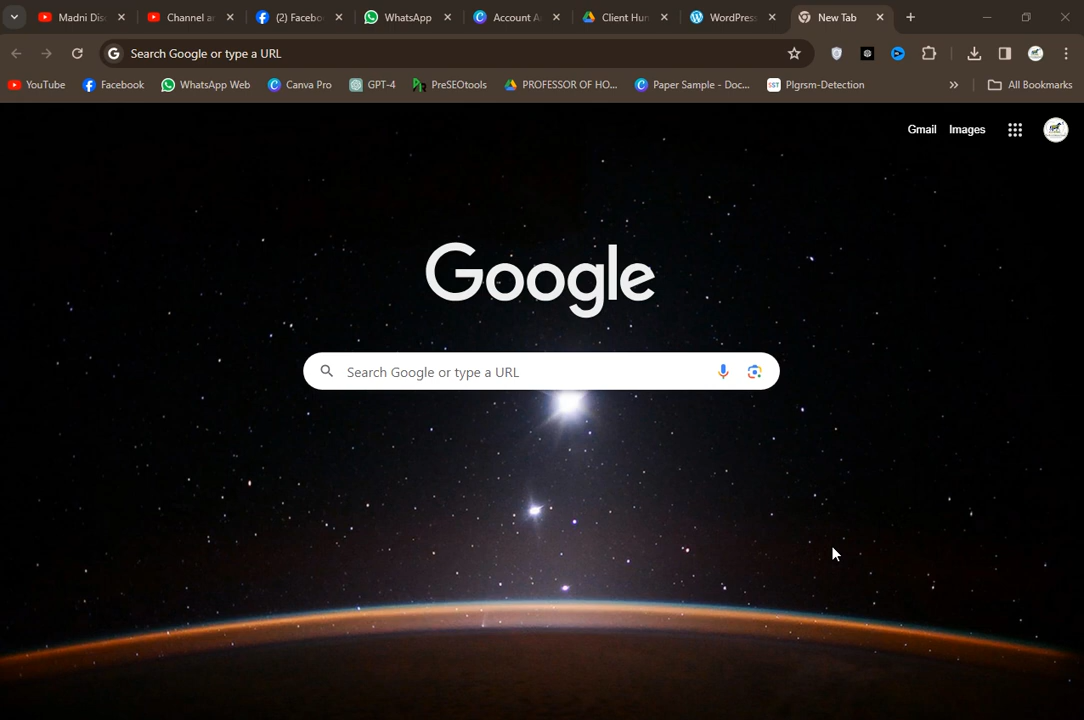 Madni Dis
Channel a
(2) Facebo
WhatsApp
Account A
Client Hun
WordPress
New Tab
Search Google or type a URL
YouTube
Facebook
WhatsApp Web
Canva Pro
GPT-4
PreSEOtools
PROFESSOR OF HO...
Paper Sample - Doc...
SST
Plgrsm-Detection
All Bookmarks
Gmail
Images
Google
Search Google or type a URL